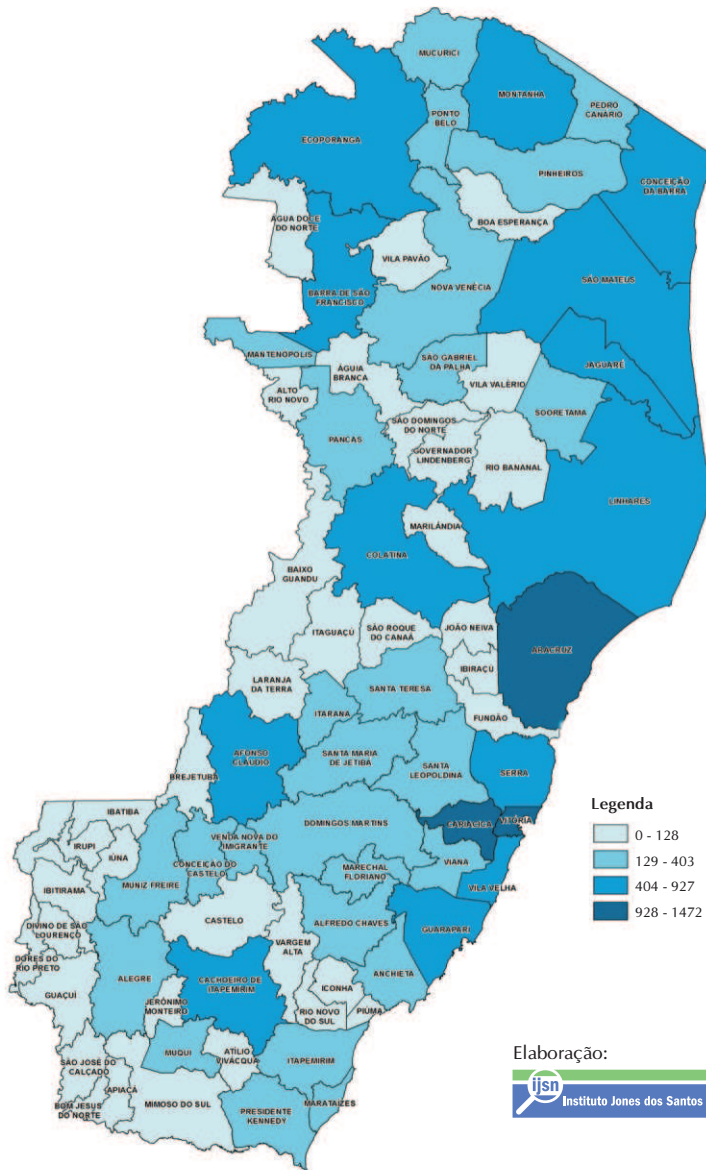 MUCURICI
MONTANHA
PEDRO
CANÁRIO
PONTO
BELO
ECOPORANGA
PINHEIROS
CONCEIÇÃO
DA BARRA
ÁGUA DOCE
DO NORTE
BOA ESPERANÇA
VILA PAVÃO
SÃO MATEUS
NOVA VENÉCIA
BARRA DE SÃO
FRANCISCO
MANTENÓPOLIS
SÃO GABRIEL
DA PALHA
JAGUARÉ
ÁGUIA
BRANCA
VILA VALÉRIO
ALTO
RIO NOVO
SOORETAMA
SÃO DOMINGOS
DO NORTE
PANCAS
GOVERNADOR
LINDENBERG
RIO BANANAL
LINHARES
MARILÂNDIA
COLATINA
BAIXO
GUANDU
ITAGUAÇÚ
SÃO ROQUE
DO CANAÃ
JOÃO NEIVA
ARACRUZ
IBIRAÇÚ
LARANJA
DA TERRA
SANTA TERESA
ITARANA
FUNDÃO
AFONSO
CLÁUDIO
SANTA MARIA
DE JETIBÁ
SANTA
LEOPOLDINA
SERRA
BREJETUBA
IBATIBA
DOMINGOS MARTINS
CARIACICA
VITÓRIA
IRUPI
IÚNA
VENDA NOVA DO
IMIGRANTE
CONCEIÇÃO DO
CASTELO
MARECHAL
FLORIANO
VIANA
IBITIRAMA
MUNIZ FREIRE
VILA VELHA
CASTELO
ALFREDO CHAVES
GUARAPARI
DIVINO DE SÃO
LOURENÇO
VARGEM
ALTA
DORES DO
RIO PRETO
ALEGRE
CACHOEIRO DE
ITAPEMIRIM
ANCHIETA
ICONHA
GUAÇUÍ
JERÔNIMO
MONTEIRO
RIO NOVO
DO SUL
PIÚMA
MUQUI
ATÍLIO
VIVÁCQUA
ITAPEMIRIM
SÃO JOSÉ DO
CALÇADO
APIACÁ
BOM JESUS
DO NORTE
MIMOSO DO SUL
PRESIDENTE
KENNEDY
MARATAÍZES
Legenda
0 - 128
129 - 403
404 - 927
928 - 1472
Elaboração:
ijsn
Instituto Jones dos Santos